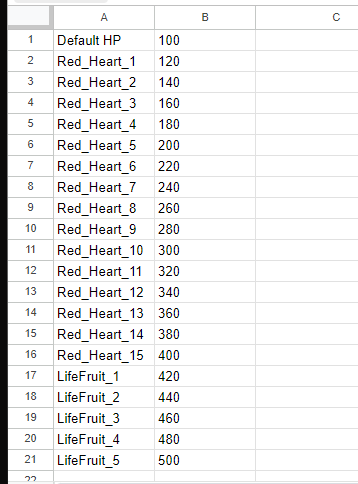 A B C
1 Default HP 100
2 Red_Heart_1 120
3 Red_Heart_2 140
4 Red_Heart_3 160
5 Red_Heart_4 180
6 Red_Heart_5 200
7 Red_Heart_6 220
8 Red_Heart_7 240
9 Red_Heart_8 260
10 Red_Heart_9 280
11 Red_Heart_10 300
12 Red_Heart_11 320
13 Red_Heart_12 340
14 Red_Heart_13 360
15 Red_Heart_14 380
16 Red_Heart_15 400
17 LifeFruit_1 420
18 LifeFruit_2 440
19 LifeFruit_3 460
20 LifeFruit_4 480
21 LifeFruit_5 500
22